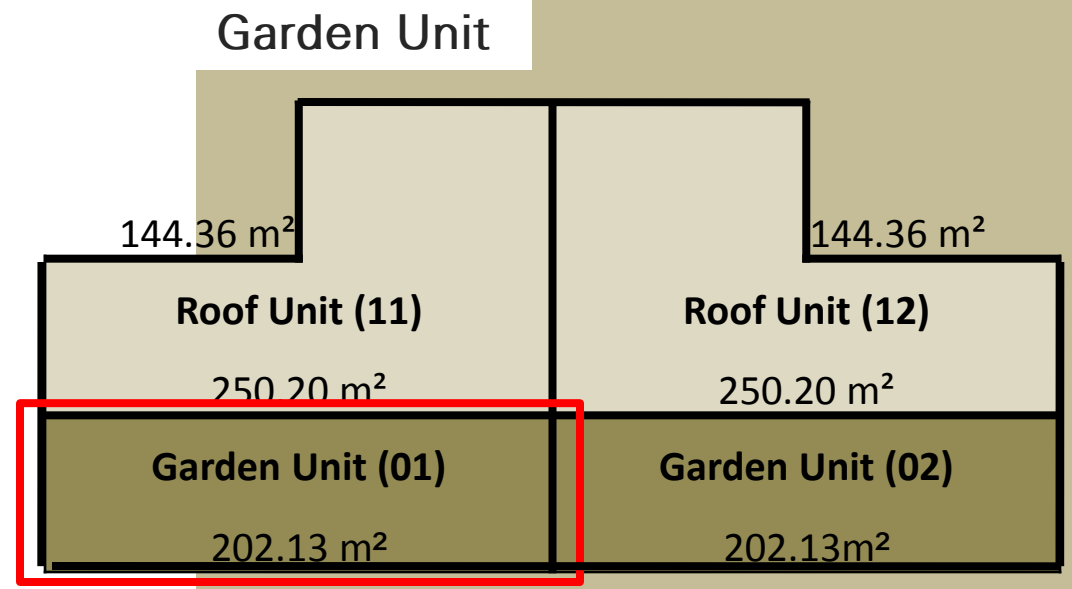 Garden Unit
144.36 m²
144.36 m²
Roof Unit (11)
Roof Unit (12)
250.20 m²
250.20 m²
Garden Unit (01)
Garden Unit (02)
202.13 m²
202.13m²